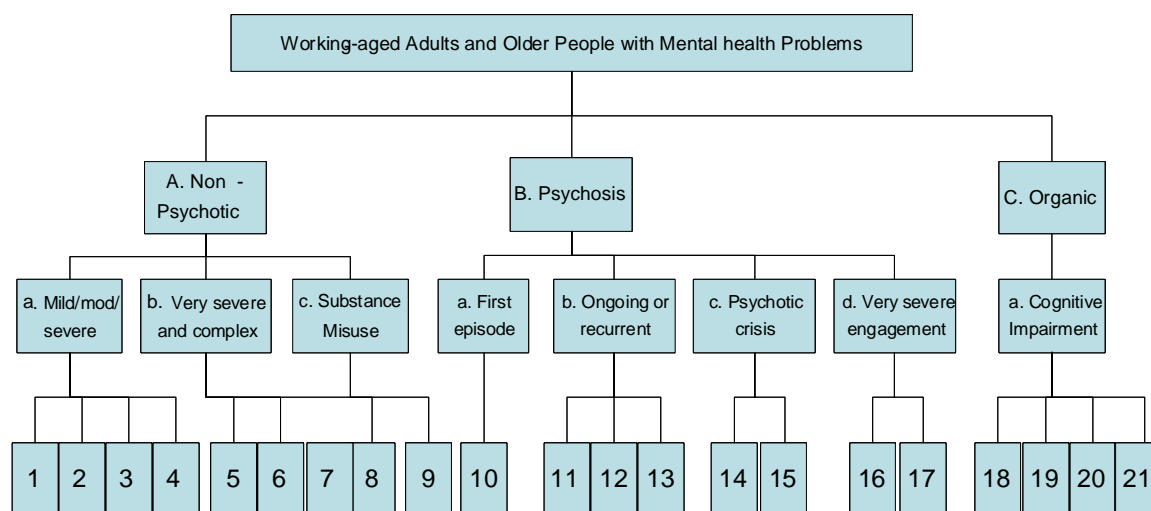 Working-aged Adults and Older People with Mental health Problems
A. Non -
Psychotic
B. Psychosis
C. Organic
a. Mild/mod/
severe
b. Very severe
and complex
c. Substance
Misuse
a. First
episode
b. Ongoing or
recurrent
c. Psychotic
crisis
d. Very severe
engagement
a. Cognitive
Impairment
1 2 3 4 5 6 7 8 9 10 11 12 13 14 15 16 17 18 19 20 21